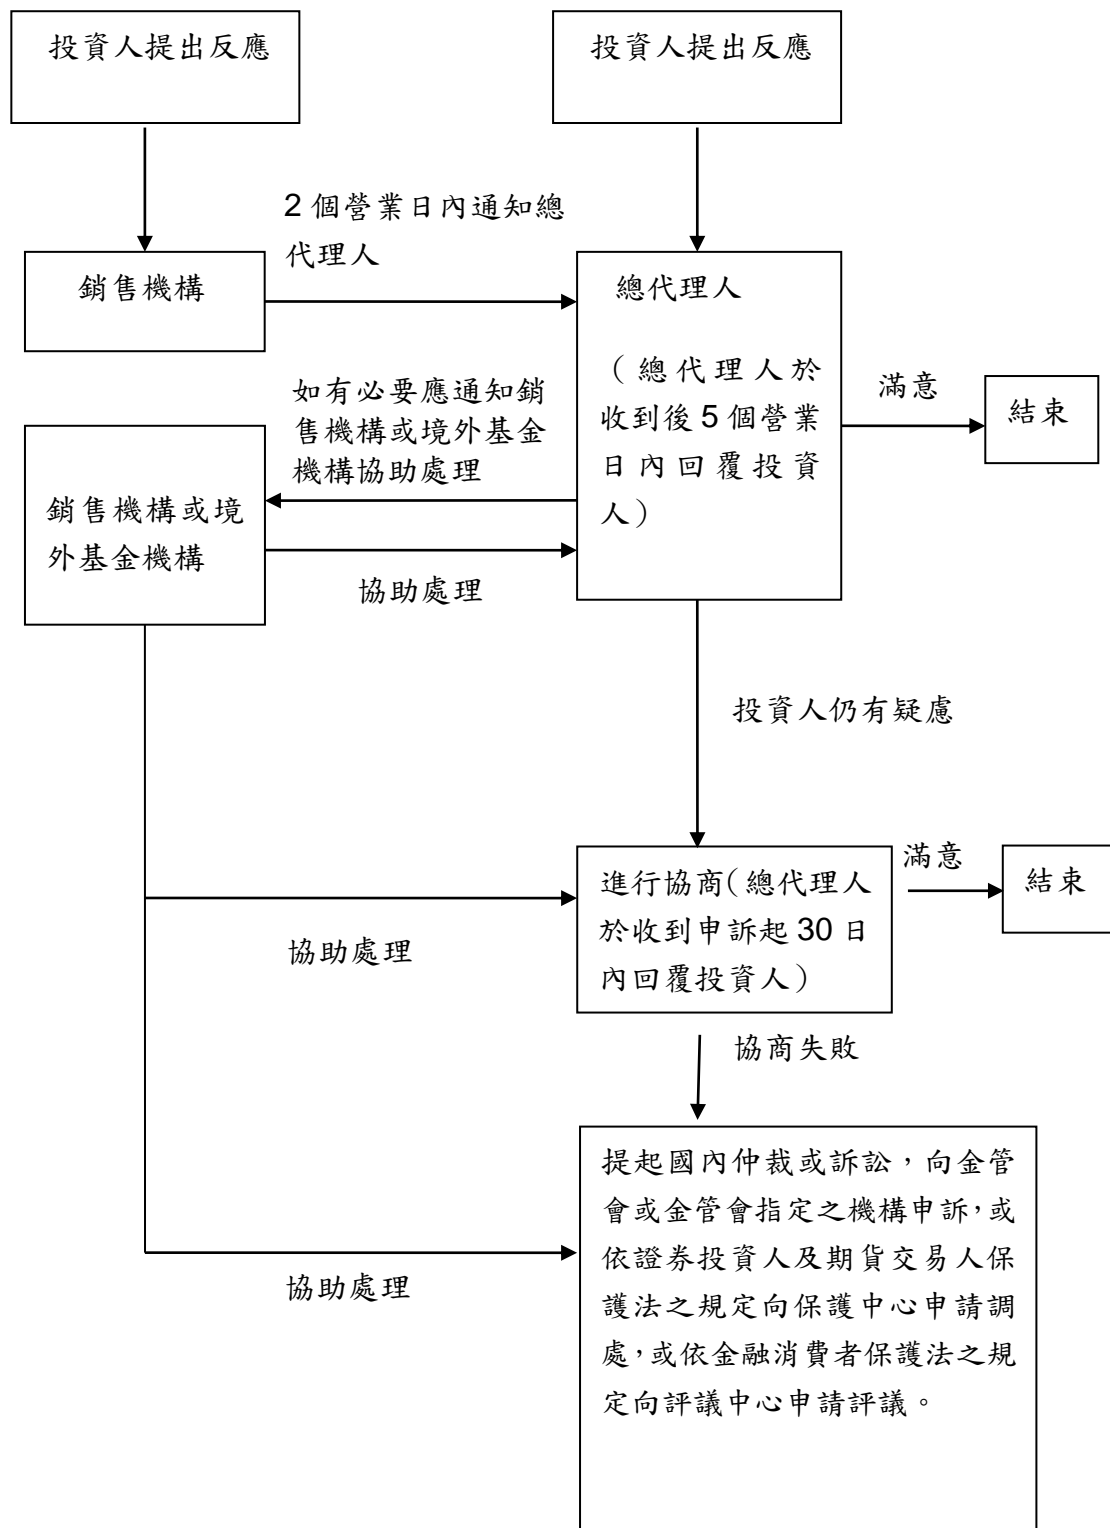 投資人提出反應
投資人提出反應
2 個營業日內通知總
代理人
銷售機構
總代理人
（總代理人於
收到後 5 個營業
日內回覆投資
人）
滿意
結束
如有必要應通知銷
售機構或境外基金
機構協助處理
銷售機構或境
外基金機構
協助處理
投資人仍有疑慮
進行協商（總代理人
於收到申訴起 30 日
內回覆投資人）
滿意
結束
協助處理
協商失敗
提起國內仲裁或訴訟，向金管
會或金管會指定之機構申訴，或
依證券投資人及期貨交易人保
護法之規定向保護中心申請調
處，或依金融消費者保護法之規
定向評議中心申請評議。
協助處理